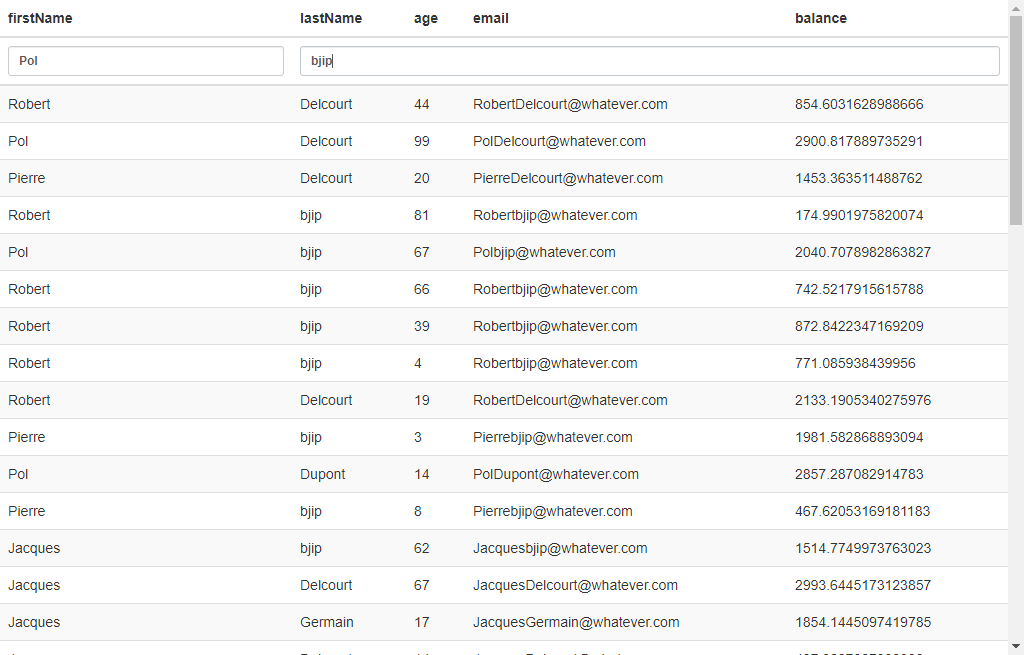 firstName lastName age email balance
Pol bjip
Robert Delcourt 44 RobertDelcourt@whatever.com 854.6031628988666
Pol Delcourt 99 PolDelcourt@whatever.com 2900.817889735291
Pierre Delcourt 20 PierreDelcourt@whatever.com 1453.363511488762
Robert bjip 81 Robertbjip@whatever.com 174.9901975820074
Pol bjip 67 Polbjip@whatever.com 2040.7078982863827
Robert bjip 66 Robertbjip@whatever.com 742.5217915615788
Robert bjip 39 Robertbjip@whatever.com 872.8422347169209
Robert bjip 4 Robertbjip@whatever.com 771.085938439956
Robert Delcourt 19 RobertDelcourt@whatever.com 2133.1905340275976
Pierre bjip 3 Pierrebjip@whatever.com 1981.582868893094
Pol Dupont 14 PolDupont@whatever.com 2857.287082914783
Pierre bjip 8 Pierrebjip@whatever.com 467.62053169181183
Jacques bjip 62 Jacquesbjip@whatever.com 1514.7749973763023
Jacques Delcourt 67 JacquesDelcourt@whatever.com 2993.6445173123857
Jacques Germain 17 JacquesGermain@whatever.com 1854.1445097419785